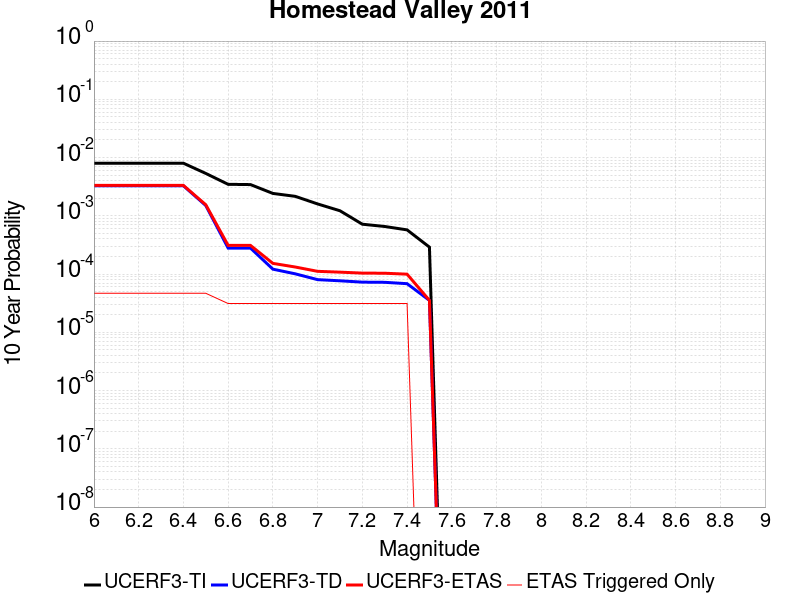 Homestead Valley 2011
10 Year Probability
10^0
10^-1
10^-2
10^-3
10^-4
10^-5
10^-6
10^-7
10^-8
6 6.2 6.4 6.6 6.8 7 7.2 7.4 7.6 7.8 8 8.2 8.4 8.6 8.8 9
Magnitude
UCERF3-TI UCERF3-TD UCERF3-ETAS ETAS Triggered Only